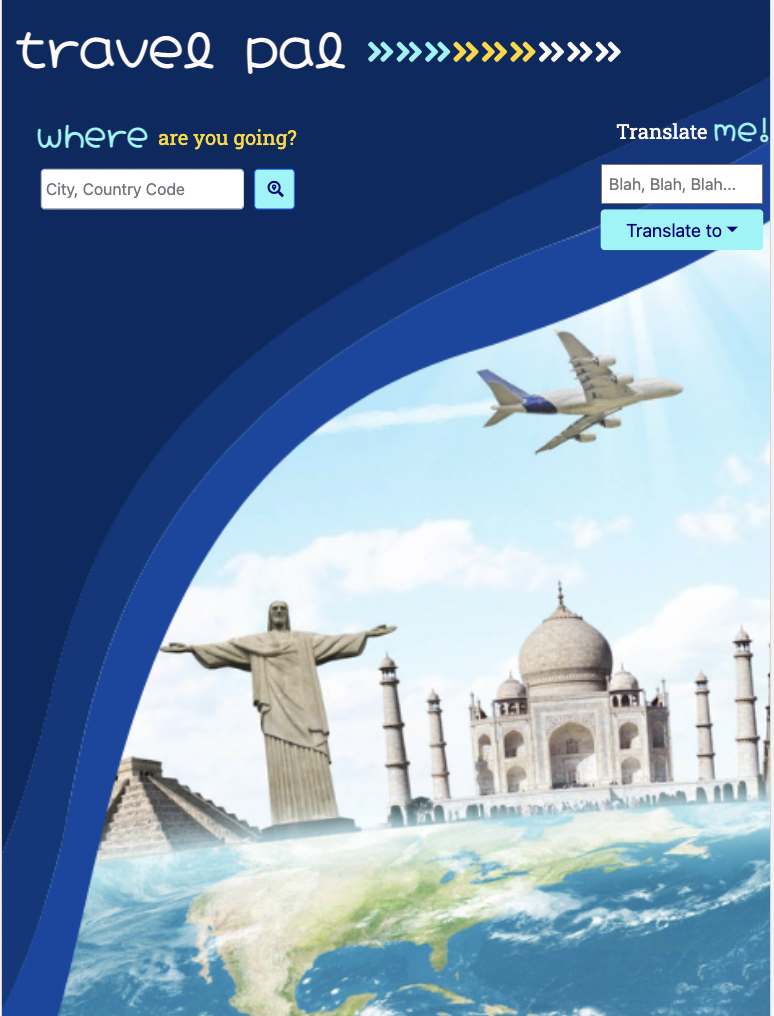 travel pal »»»»»»»»»
where are you going?
City, Country Code
Translate me!
Blah, Blah, Blah...
Translate to